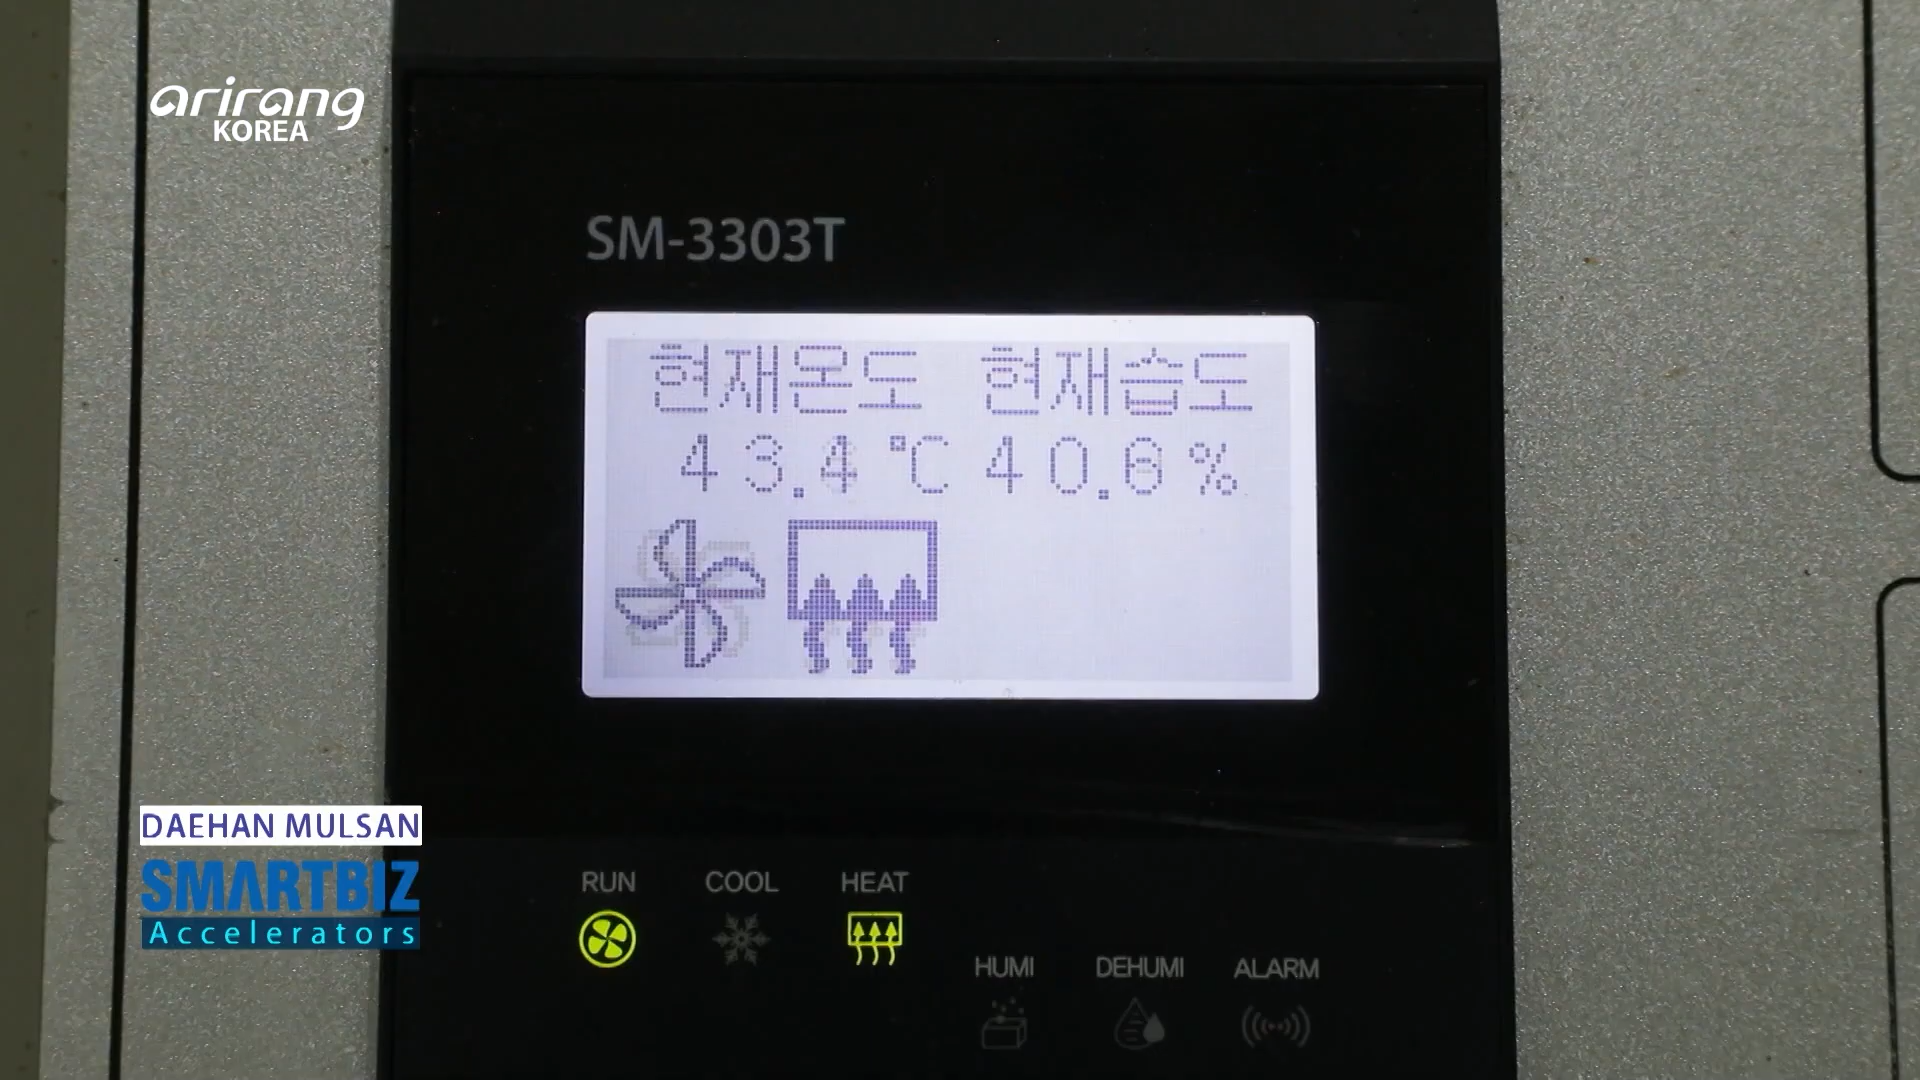 arirang
KOREA
SM-3303T
현재온도 현재습도
43.4℃ 40.6%
DAEHAN MULSAN
SMARTBIZ
Accelerators
RUN COOL HEAT
HUMI DEHUMI ALARM